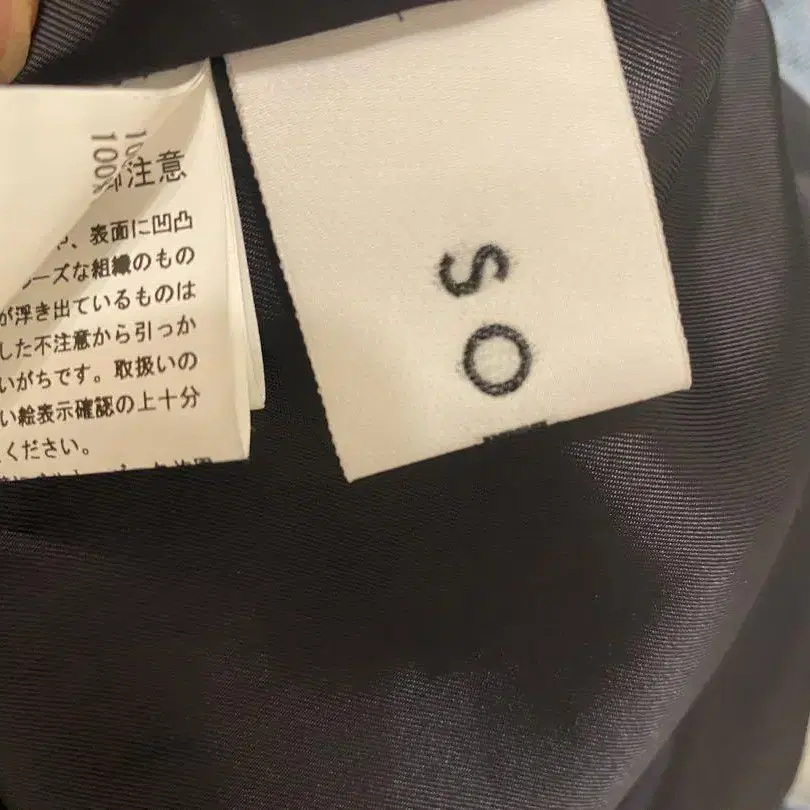 100%
注意
、表面に凹凸
ーズな組織のもの
が浮き出ているものは
した不注意から引っか
いがちです。取扱いの
い絵表示確認の上十分
ください。
S
O